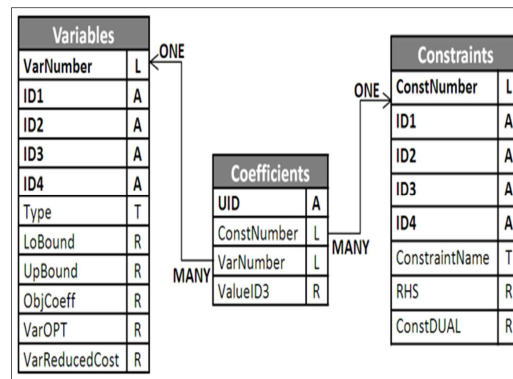 Variables
VarNumber L
ID1 A
ID2 A
ID3 A
ID4 A
Type T
LoBound R
UpBound R
ObjCoeff R
VarOPT R
VarReducedCost R
ONE
MANY
Coefficients
UID A
ConstNumber L
VarNumber L
ValueID3 R
MANY
ONE
Constraints
ConstNumber L
ID1 A
ID2 A
ID3 A
ID4 A
ConstraintName T
RHS R
ConstDUAL R